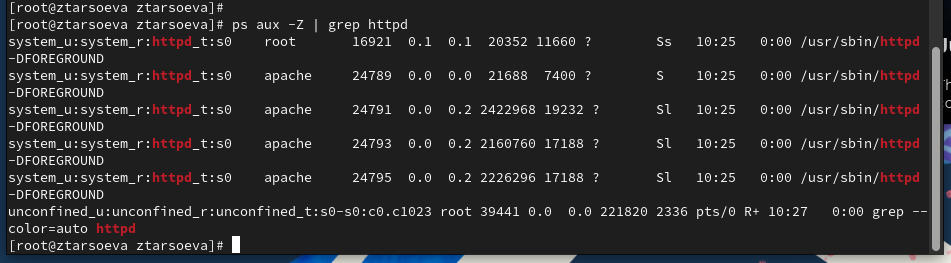 [root@ztarsoeva ztarsoeva]#
[root@ztarsoeva ztarsoeva]# ps aux -Z | grep httpd
system_u:system_r:httpd_t:s0    root       16921  0.1  0.1  20352 11660 ?        Ss   10:25   0:00 /usr/sbin/httpd
-DFOREGROUND
system_u:system_r:httpd_t:s0    apache     24789  0.0  0.0  21688  7400 ?        S    10:25   0:00 /usr/sbin/httpd
-DFOREGROUND
system_u:system_r:httpd_t:s0    apache     24791  0.0  0.2 2422968 19232 ?       Sl   10:25   0:00 /usr/sbin/httpd
-DFOREGROUND
system_u:system_r:httpd_t:s0    apache     24793  0.0  0.2 2160760 17188 ?       Sl   10:25   0:00 /usr/sbin/httpd
-DFOREGROUND
system_u:system_r:httpd_t:s0    apache     24795  0.0  0.2 2226296 17188 ?       Sl   10:25   0:00 /usr/sbin/httpd
-DFOREGROUND
unconfined_u:unconfined_r:unconfined_t:s0-s0:c0.c1023 root 39441 0.0  0.0 221820 2336 pts/0 R+ 10:27   0:00 grep --
color=auto httpd
[root@ztarsoeva ztarsoeva]#